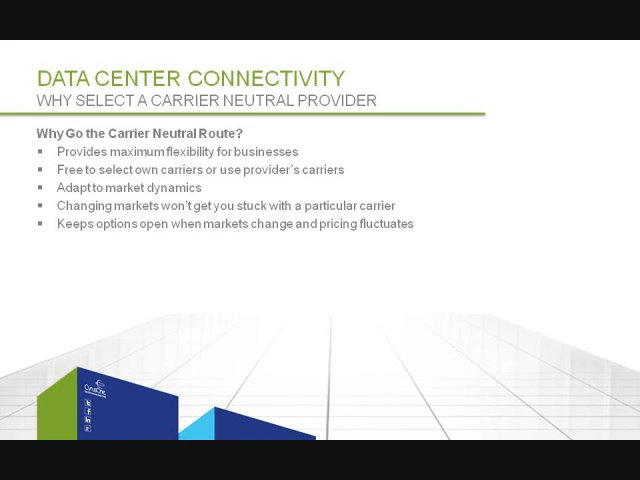 DATA CENTER CONNECTIVITY
WHY SELECT A CARRIER NEUTRAL PROVIDER
Why Go the Carrier Neutral Route?
▪ Provides maximum flexibility for businesses
▪ Free to select own carriers or use provider's carriers
▪ Adapt to market dynamics
▪ Changing markets won't get you stuck with a particular carrier
▪ Keeps options open when markets change and pricing fluctuates
CyrusOne